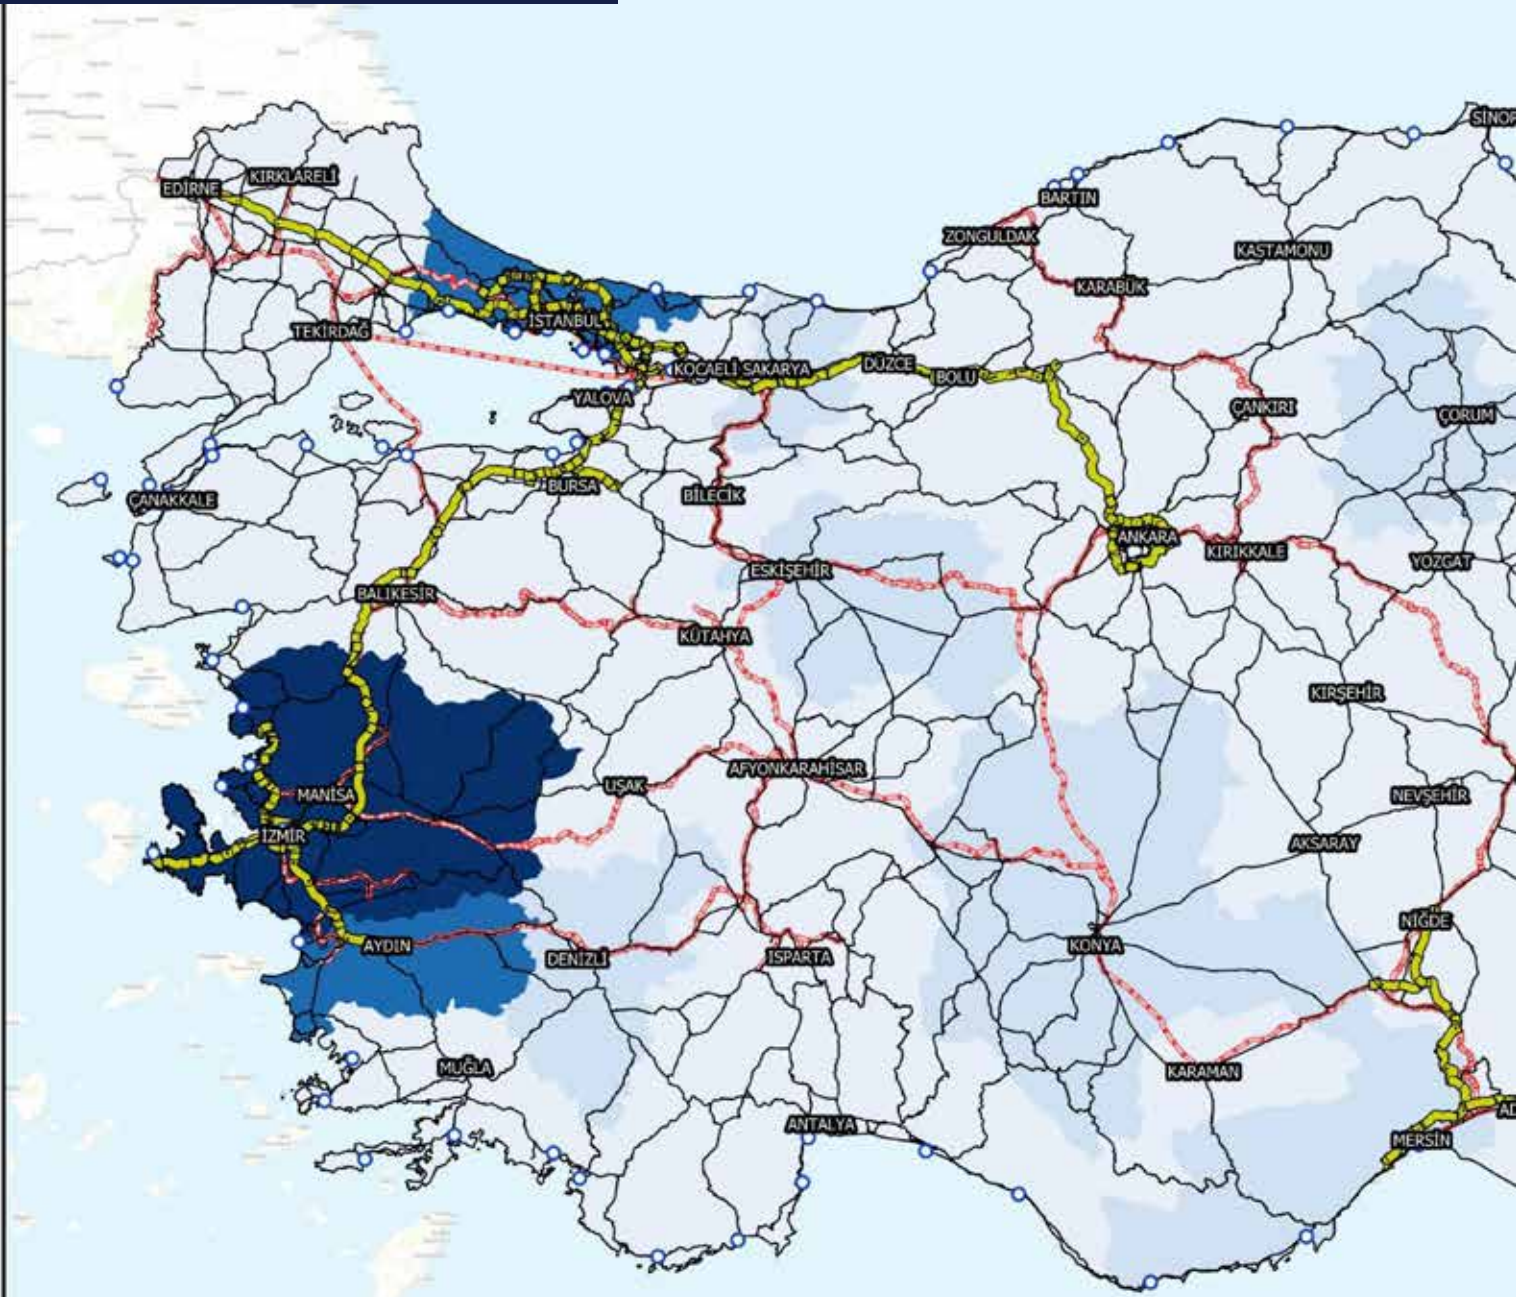 SİNOP
KIRKLARELİ
EDİRNE
BARTIN
ZONGULDAK
KASTAMONU
KARABÜK
İSTANBUL
TEKİRDAĞ
KOCAELİ SAKARYA
DÜZCE
BOLU
YALOVA
ÇANKIRI
ÇORUM
BURSA
BİLECİK
ÇANAKKALE
ANKARA
KIRIKKALE
YOZGAT
ESKİŞEHİR
BALIKESİR
KÜTAHYA
KIRŞEHİR
AFYONKARAHİSAR
UŞAK
MANİSA
NEVŞEHİR
İZMİR
AKSARAY
NİĞDE
AYDIN
KONYA
DENİZLİ
ISPARTA
MUĞLA
KARAMAN
AD
ANTALYA
MERSİN